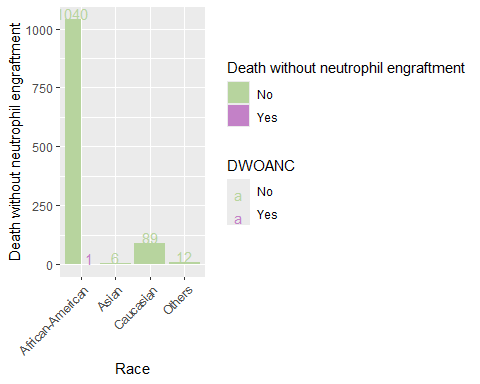 Death without neutrophil engraftment
1040
1000
750
500
250
0
1
6
89
12
African-American
Asian
Caucasian
Others
Race
Death without neutrophil engraftment
No
Yes
DWOANC
a No
a Yes